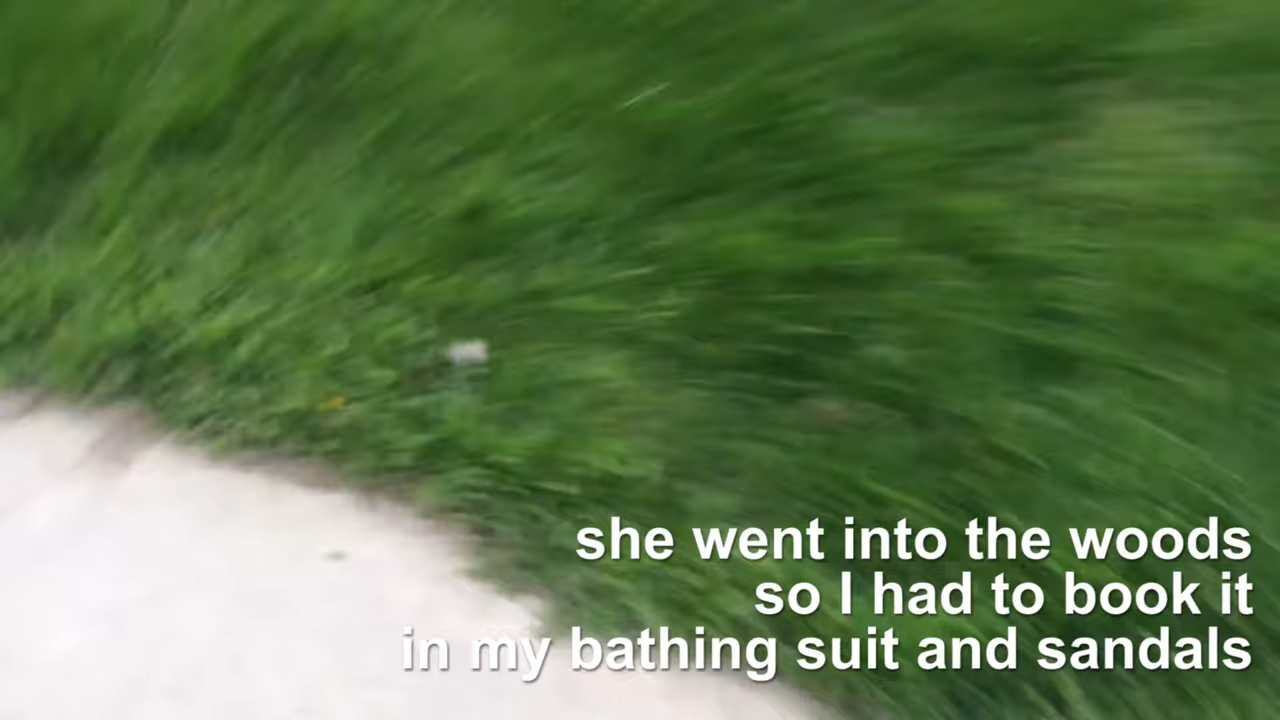 she went into the woods
so I had to book it
in my bathing suit and sandals